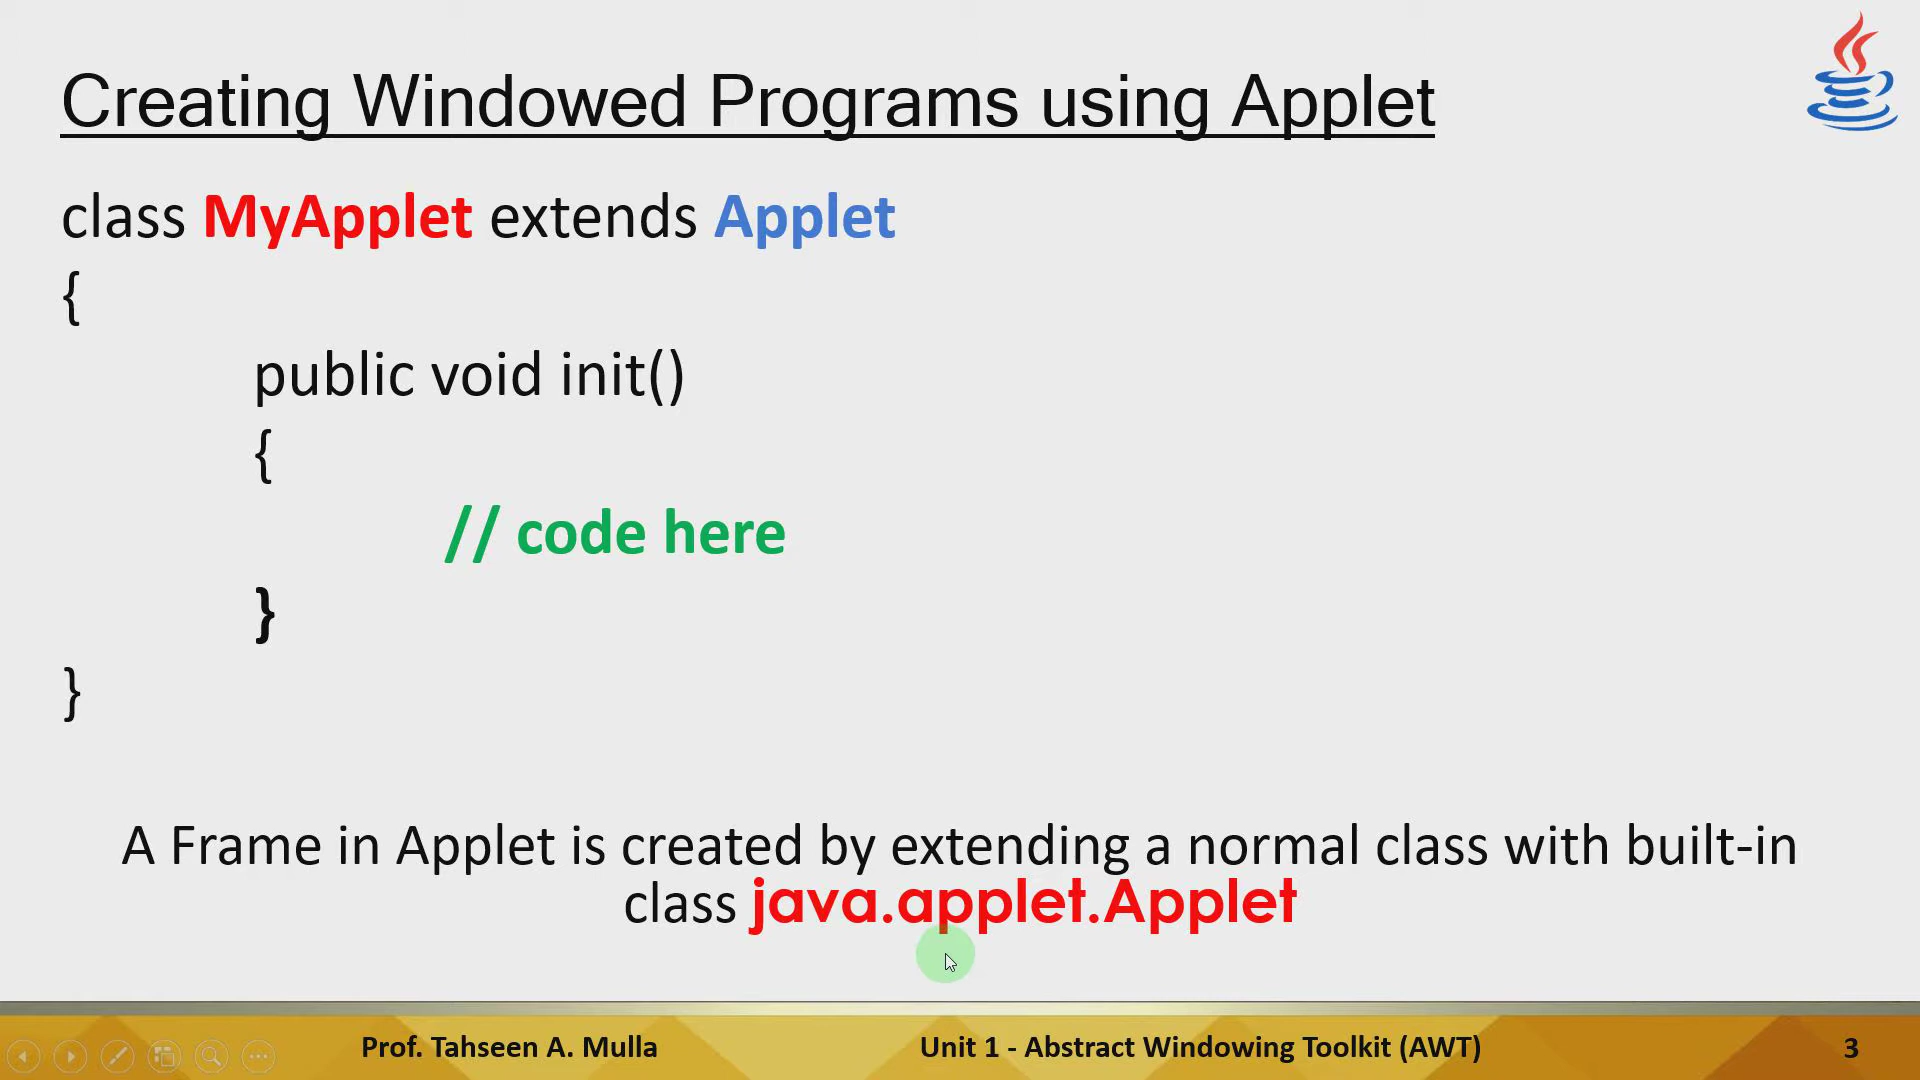 Creating Windowed Programs using Applet
class MyApplet extends Applet
{
public void init()
{
// code here
}
}
A Frame in Applet is created by extending a normal class with built-in
class java.applet.Applet
Prof. Tahseen A. Mulla
Unit 1 - Abstract Windowing Toolkit (AWT)
3